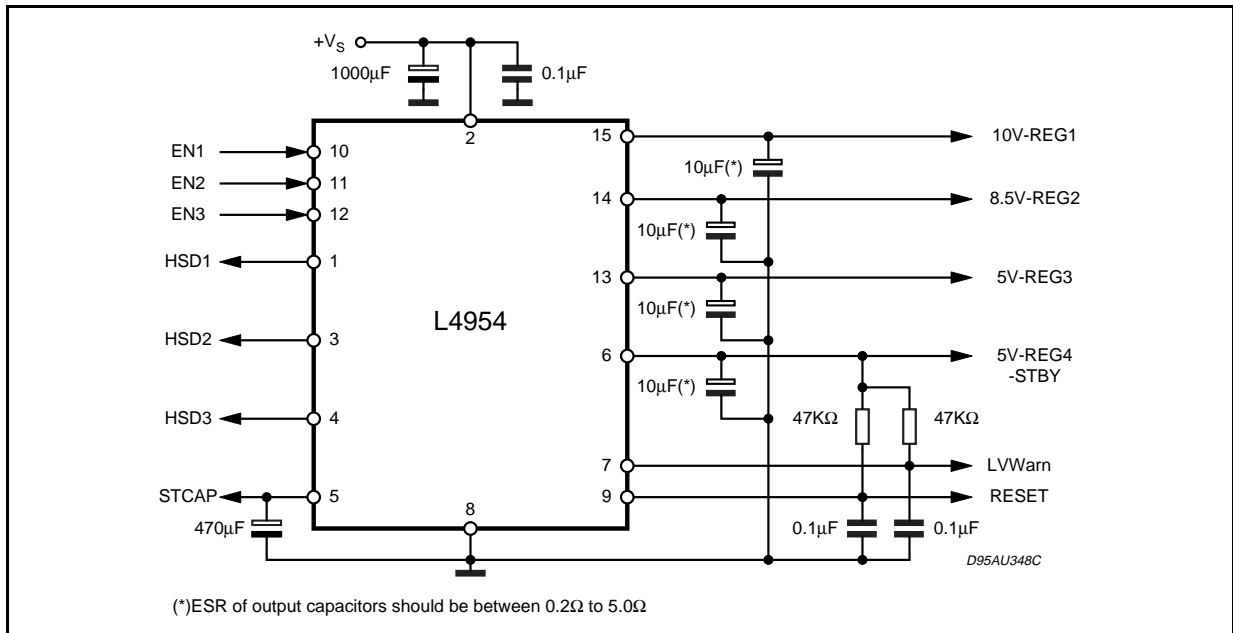 +VS
1000µF
0.1µF
2
15
10V-REG1
EN1
10
10µF(*)
EN2
11
14
8.5V-REG2
EN3
12
10µF(*)
HSD1
1
13
5V-REG3
10µF(*)
L4954
HSD2
3
6
5V-REG4
-STBY
10µF(*)
HSD3
4
47KΩ
47KΩ
7
LVWarn
STCAP
5
9
RESET
8
470µF
0.1µF
0.1µF
D95AU348C
(*)ESR of output capacitors should be between 0.2Ω to 5.0Ω